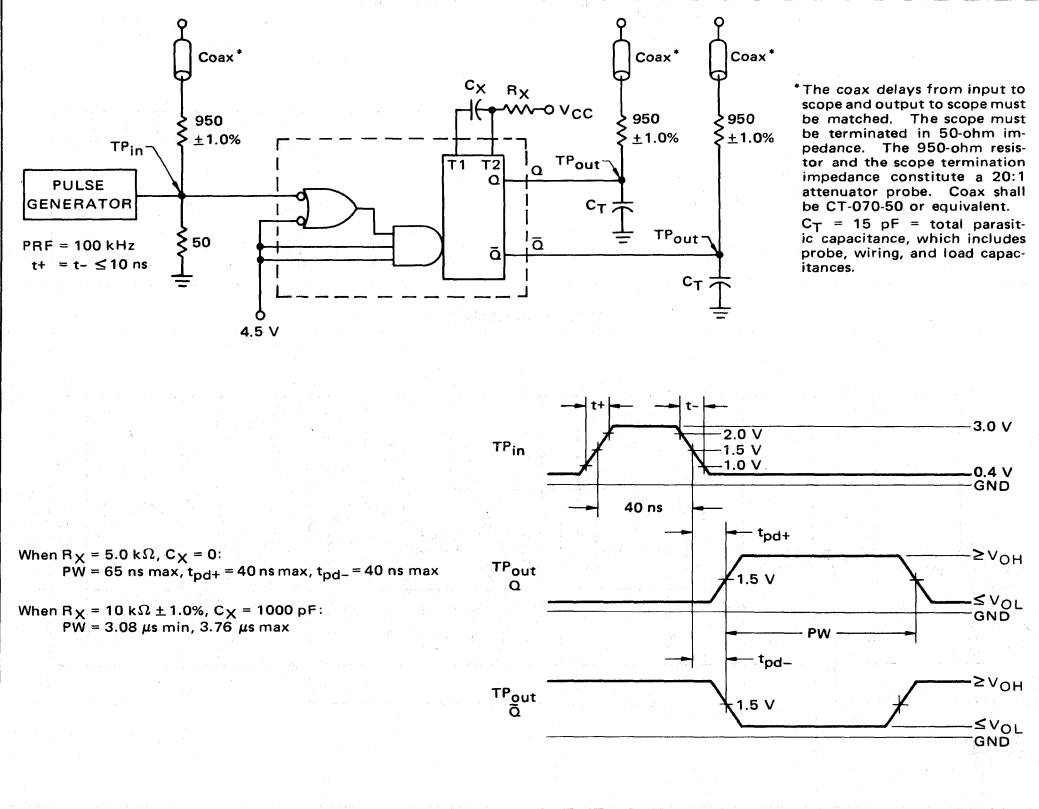 Coax*
Coax*
Coax*
CX
RX
VCC
950
±1.0%
950
±1.0%
950
±1.0%
TPin
T1 T2
Q
Q
TPout
PULSE
GENERATOR
CT
50
Q̄
Q̄
TPout
PRF = 100 kHz
t+ = t- ≤ 10 ns
CT
4.5 V
*The coax delays from input to
scope and output to scope must
be matched. The scope must
be terminated in 50-ohm im-
pedance. The 950-ohm resis-
tor and the scope termination
impedance constitute a 20:1
attenuator probe. Coax shall
be CT-070-50 or equivalent.
CT = 15 pF = total parasit-
ic capacitance, which includes
probe, wiring, and load capac-
itances.
t+
t-
3.0 V
2.0 V
TPin
1.5 V
1.0 V
0.4 V
GND
40 ns
tpd+
When RX = 5.0 kΩ, CX = 0:
PW = 65 ns max, tpd+ = 40 ns max, tpd- = 40 ns max
When RX = 10 kΩ ± 1.0%, CX = 1000 pF:
PW = 3.08 μs min, 3.76 μs max
TPout
Q
1.5 V
≥VOH
≤VOL
GND
PW
tpd-
TPout
Q̄
1.5 V
≥VOH
≤VOL
GND